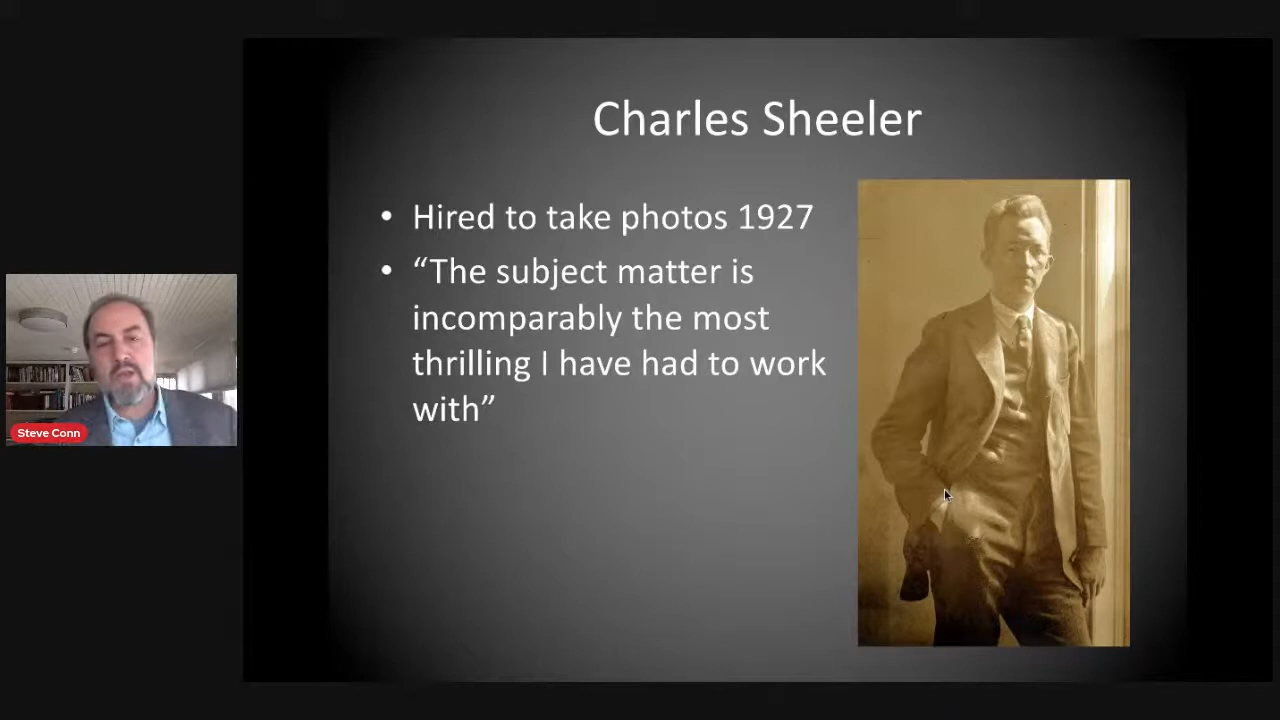 Charles Sheeler
• Hired to take photos 1927
• “The subject matter is
incomparably the most
thrilling I have had to work
with”
Steve Conn